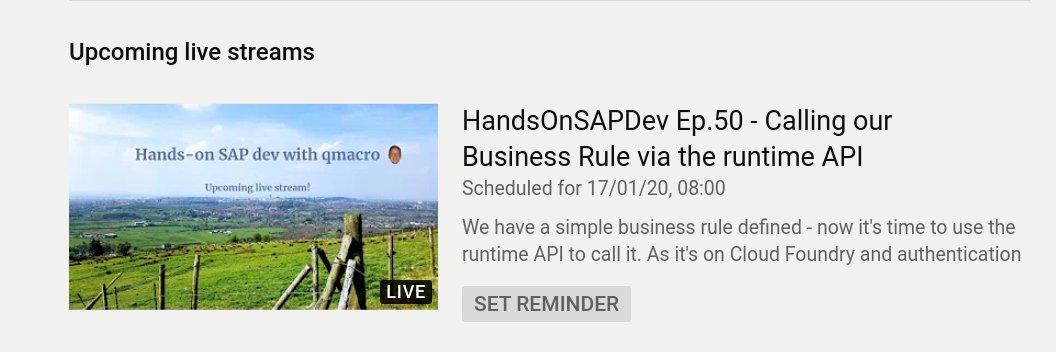 Upcoming live streams
Hands-on SAP dev with qmacro
Upcoming live stream!
LIVE
HandsOnSAPDev Ep.50 - Calling our
Business Rule via the runtime API
Scheduled for 17/01/20, 08:00
We have a simple business rule defined - now it's time to use the
runtime API to call it. As it's on Cloud Foundry and authentication
SET REMINDER